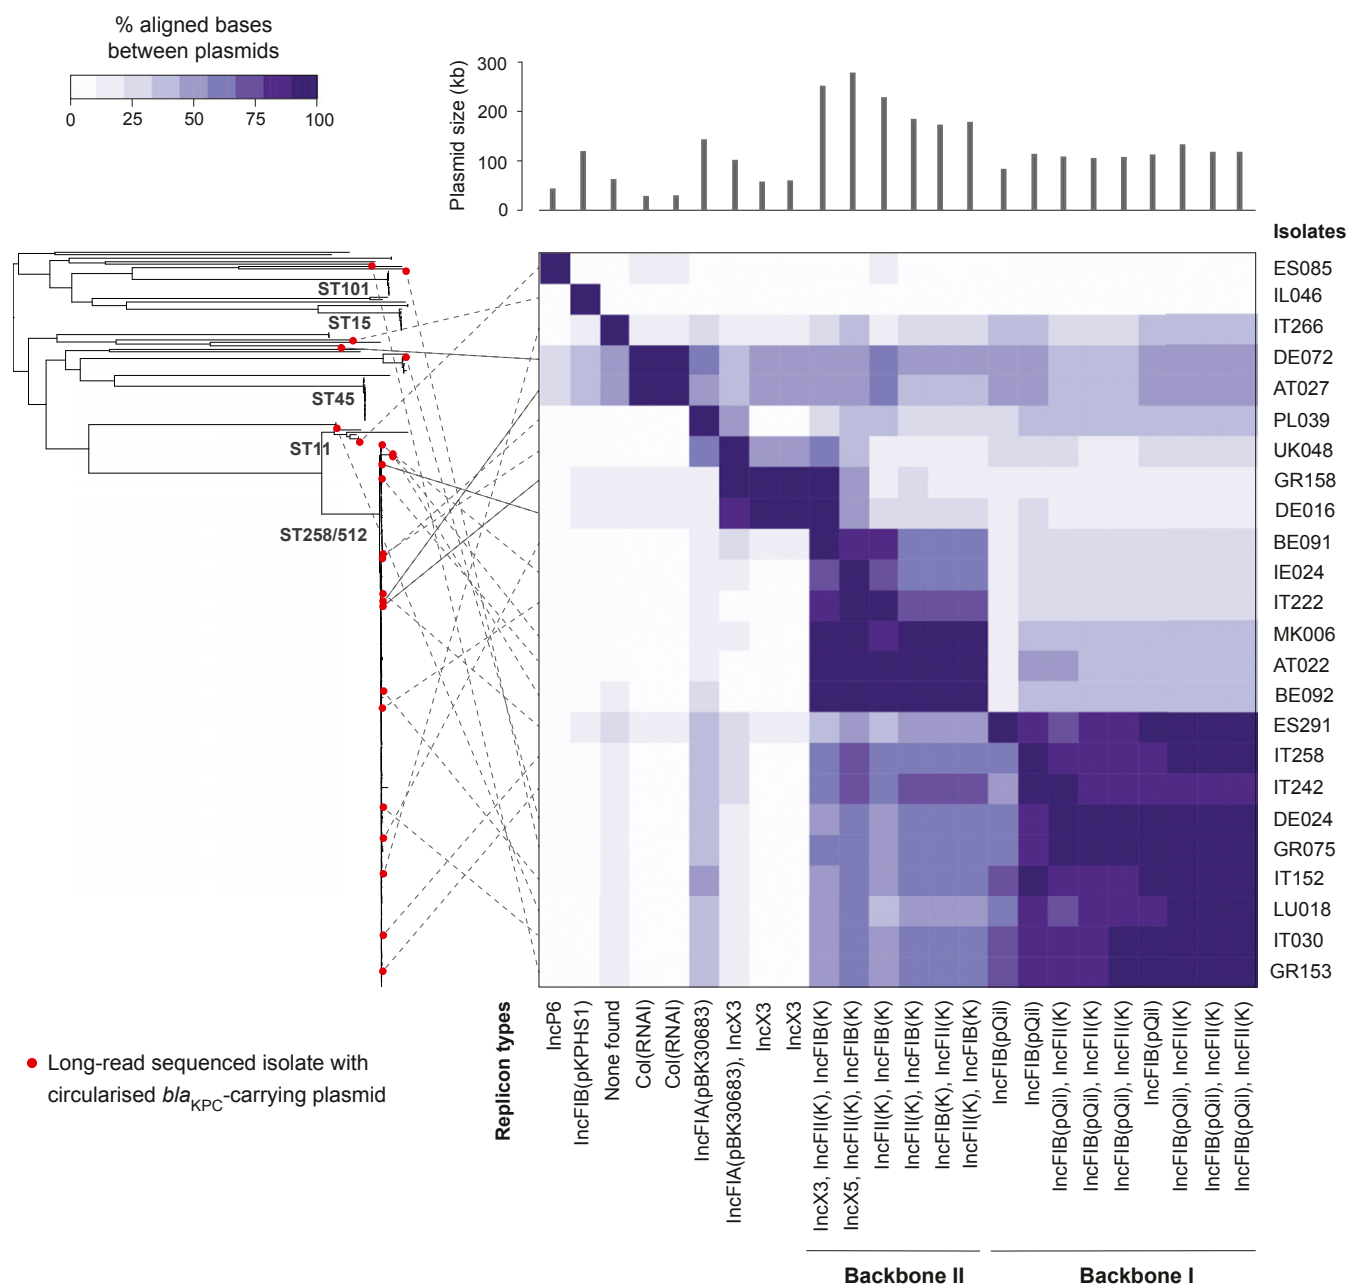 % aligned bases
between plasmids
0 25 50 75 100
Plasmid size (kb)
300
200
100
0
Isolates
ES085
IL046
IT266
DE072
AT027
PL039
UK048
GR158
DE016
BE091
IE024
IT222
MK006
AT022
BE092
ES291
IT258
IT242
DE024
GR075
IT152
LU018
IT030
GR153
ST101
ST15
ST45
ST11
ST258/512
Long-read sequenced isolate with
circularised blaKPC-carrying plasmid
Replicon types
IncP6
IncFIB(pKPHS1)
None found
Col(RNAI)
Col(RNAI)
IncFIA(pBK30683)
IncFIA(pBK30683), IncX3
IncX3
IncX3
IncX3, IncFII(K), IncFIB(K)
IncX5, IncFII(K), IncFIB(K)
IncFII(K), IncFIB(K)
IncFII(K), IncFIB(K)
IncFIB(K), IncFII(K)
IncFII(K), IncFIB(K)
IncFIB(pQil)
IncFIB(pQil)
IncFIB(pQil), IncFII(K)
IncFIB(pQil), IncFII(K)
IncFIB(pQil), IncFII(K)
IncFIB(pQil)
IncFIB(pQil), IncFII(K)
IncFIB(pQil), IncFII(K)
IncFIB(pQil), IncFII(K)
Backbone II
Backbone I